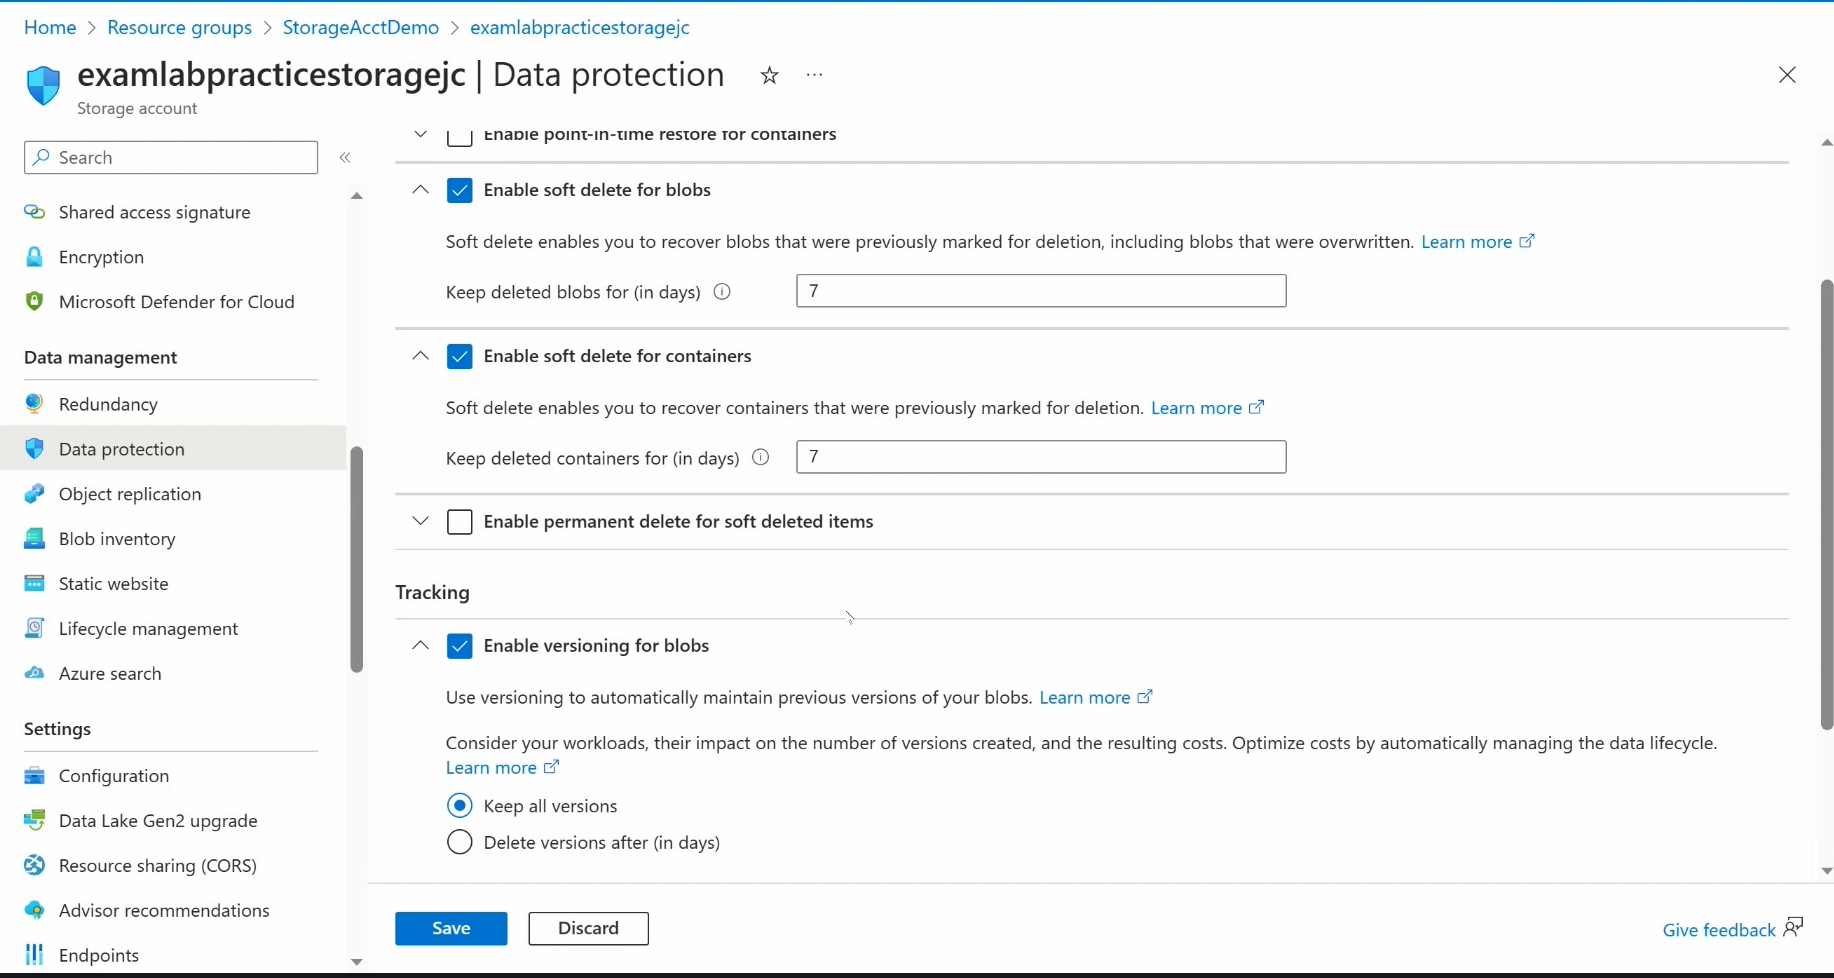 Home > Resource groups > StorageAcctDemo > examlabpracticestoragejc
examlabpracticestoragejc | Data protection
Storage account
Search
Shared access signature
Encryption
Microsoft Defender for Cloud
Data management
Redundancy
Data protection
Object replication
Blob inventory
Static website
Lifecycle management
Azure search
Settings
Configuration
Data Lake Gen2 upgrade
Resource sharing (CORS)
Advisor recommendations
Endpoints
Enable point-in-time restore for containers
Enable soft delete for blobs
Soft delete enables you to recover blobs that were previously marked for deletion, including blobs that were overwritten. Learn more
Keep deleted blobs for (in days) 7
Enable soft delete for containers
Soft delete enables you to recover containers that were previously marked for deletion. Learn more
Keep deleted containers for (in days) 7
Enable permanent delete for soft deleted items
Tracking
Enable versioning for blobs
Use versioning to automatically maintain previous versions of your blobs. Learn more
Consider your workloads, their impact on the number of versions created, and the resulting costs. Optimize costs by automatically managing the data lifecycle.
Learn more
Keep all versions
Delete versions after (in days)
Save Discard
Give feedback